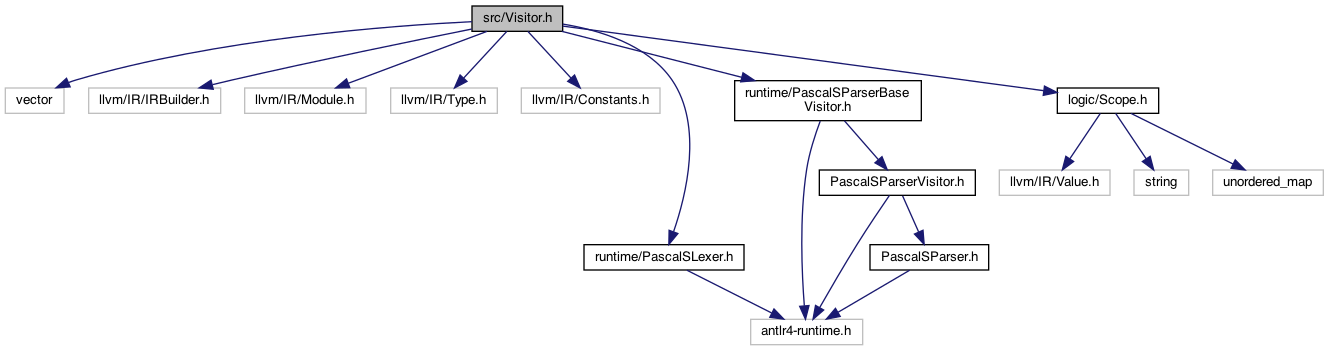 src/Visitor.h
vector
llvm/IR/IRBuilder.h
llvm/IR/Module.h
llvm/IR/Type.h
llvm/IR/Constants.h
runtime/PascalSParserBase
Visitor.h
logic/Scope.h
PascalSParserVisitor.h
llvm/IR/Value.h
string
unordered_map
runtime/PascalSLexer.h
PascalSParser.h
antlr4-runtime.h